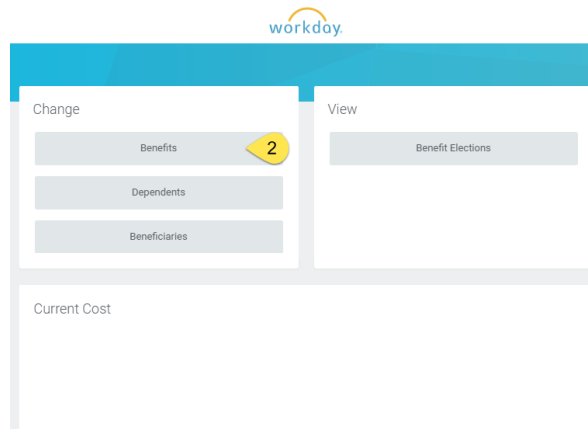 workday.
Change
Benefits
2
Dependents
Beneficiaries
View
Benefit Elections
Current Cost